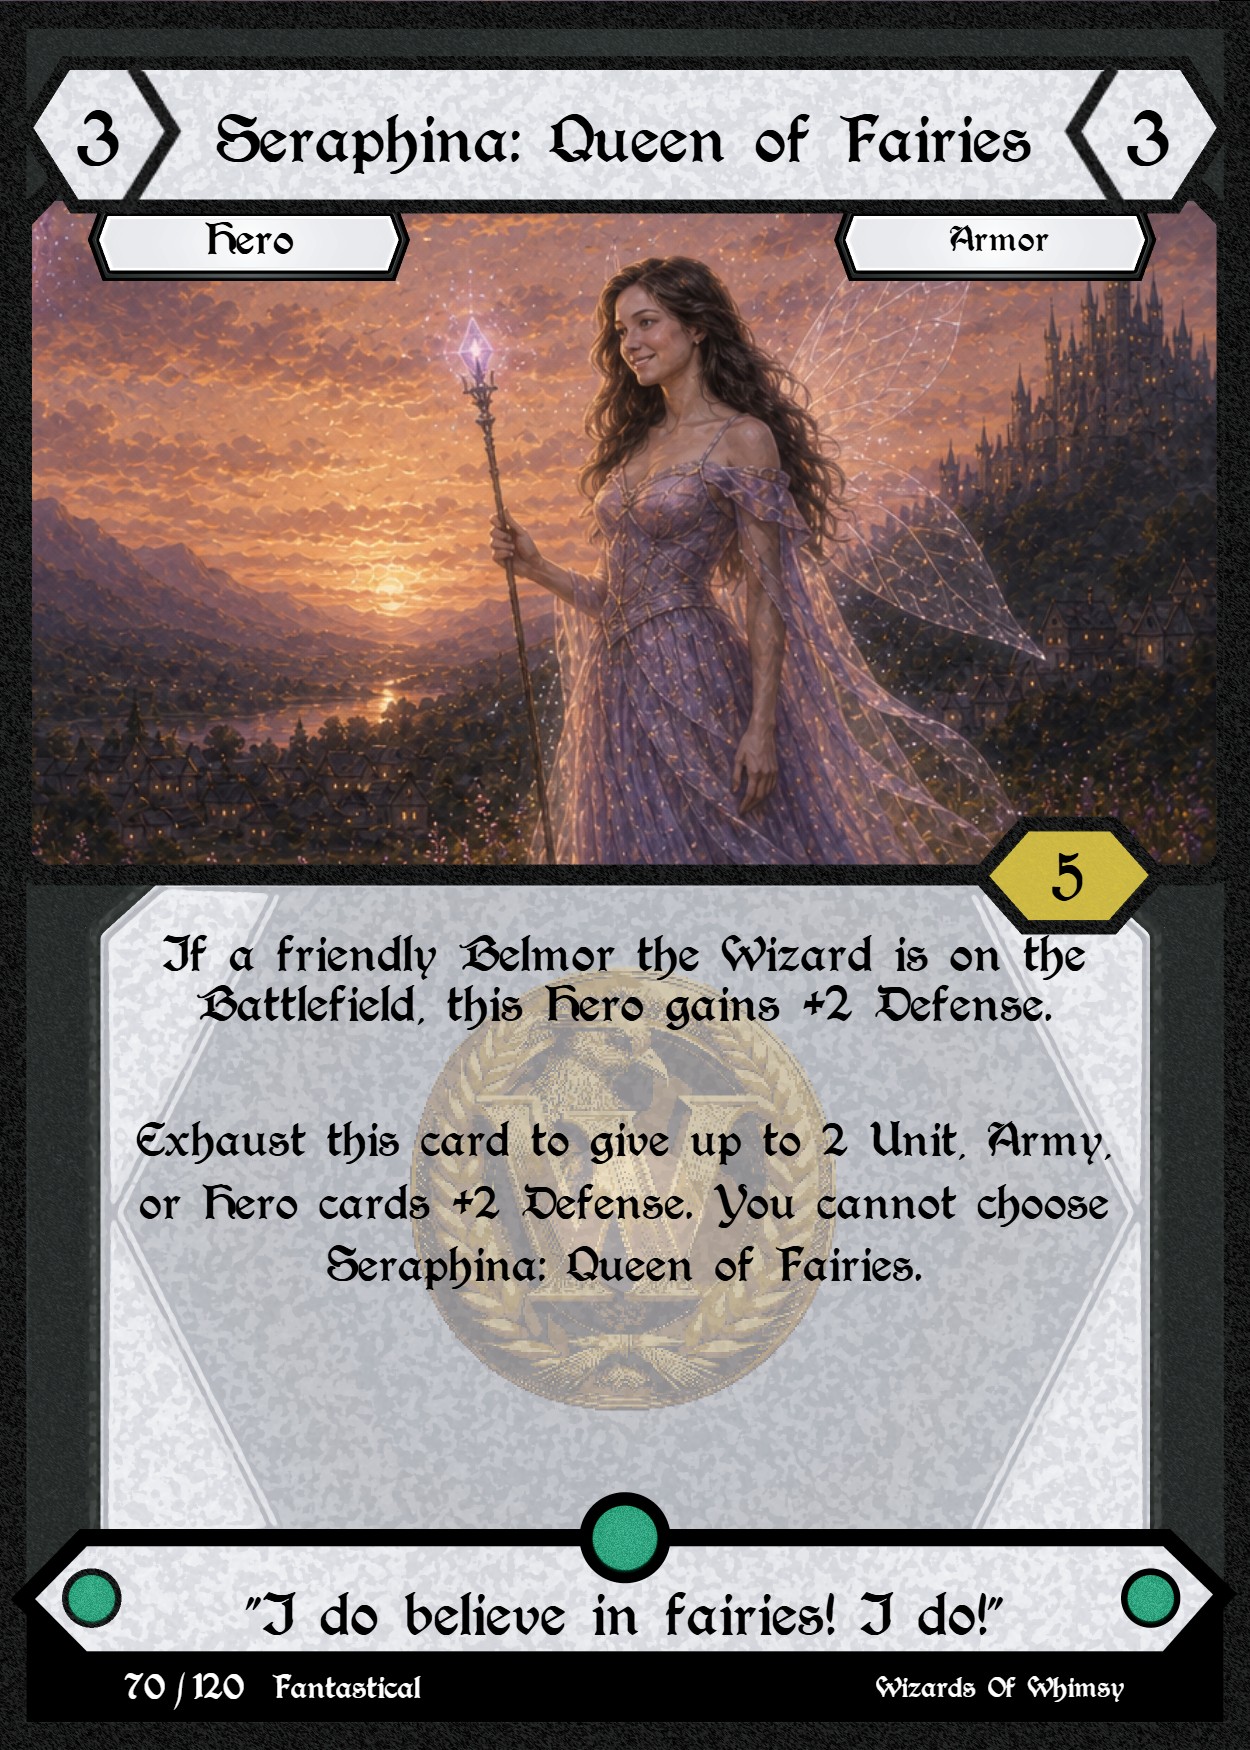 3 Seraphina: Queen of Fairies 3
Hero Armor
5
If a friendly Belmor the Wizard is on the
Battlefield, this Hero gains +2 Defense.
Exhaust this card to give up to 2 Unit, Army,
or Hero cards +2 Defense. You cannot choose
Seraphina: Queen of Fairies.
W
"I do believe in fairies! I do!"
70 / 120 Fantastical Wizards Of Whimsy